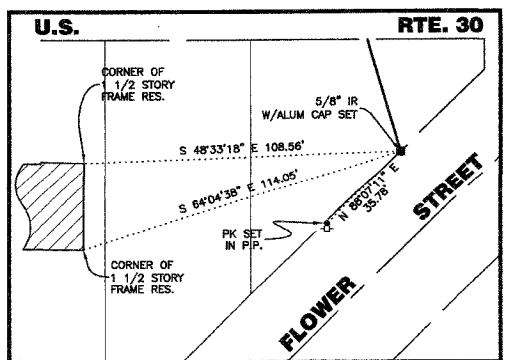 U.S. RTE. 30
CORNER OF
1 1/2 STORY
FRAME RES.
5/8" IR
W/ALUM CAP SET
S 48'33'18" E 108.56'
S 64'04'38" E 114.05'
N 88'07'11" E
35.78'
PK SET
IN P.P.
CORNER OF
1 1/2 STORY
FRAME RES.
FLOWER STREET